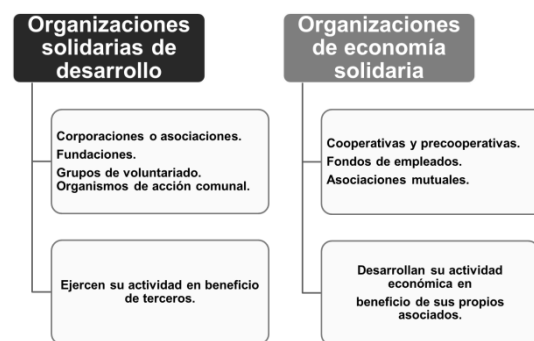 Organizaciones
solidarias de
desarrollo
Corporaciones o asociaciones.
Fundaciones.
Grupos de voluntariado.
Organismos de acción comunal.
Ejercen su actividad en beneficio
de terceros.
Organizaciones
de economía
solidaria
Cooperativas y precooperativas.
Fondos de empleados.
Asociaciones mutuales.
Desarrollan su actividad
económica en
beneficio de sus propios
asociados.